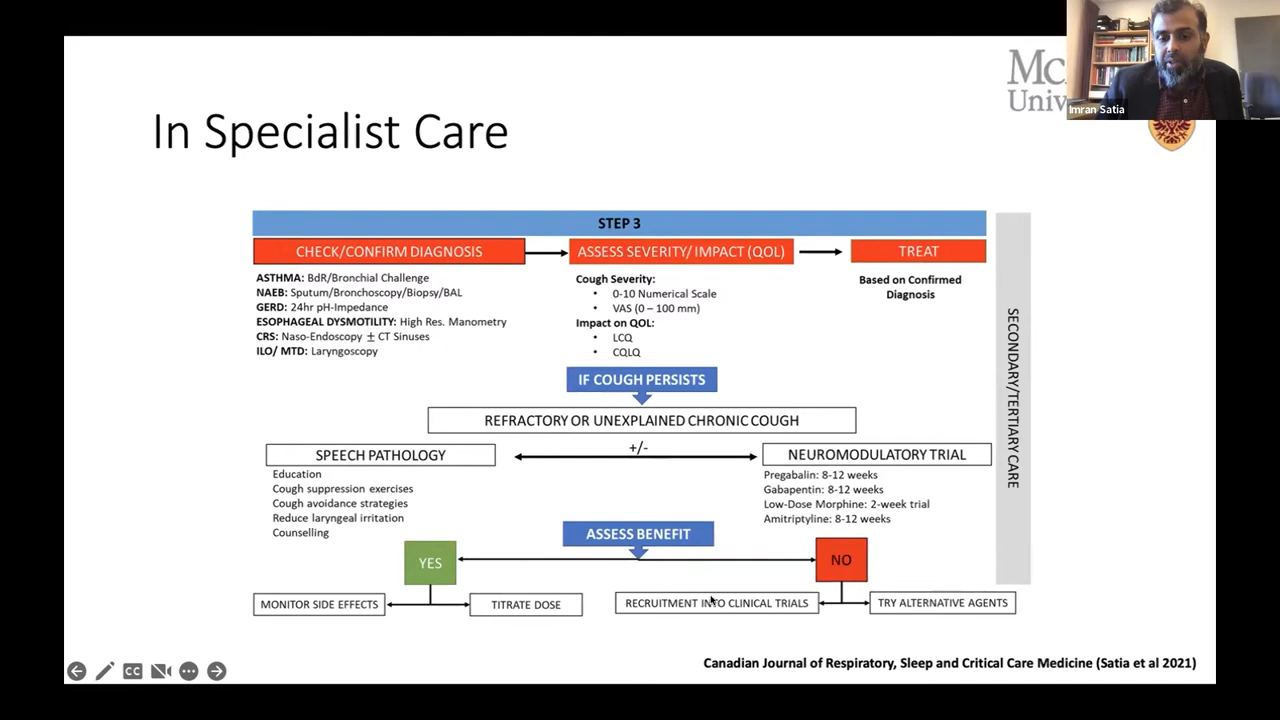 Imran Satia
In Specialist Care
STEP 3
CHECK/CONFIRM DIAGNOSIS
ASSESS SEVERITY/ IMPACT (QOL)
TREAT
ASTHMA: BdR/Bronchial Challenge
NAEB: Sputum/Bronchoscopy/Biopsy/BAL
GERD: 24hr pH-Impedance
ESOPHAGEAL DYSMOTILITY: High Res. Manometry
CRS: Naso-Endoscopy ± CT Sinuses
ILO/ MTD: Laryngoscopy
Cough Severity:
• 0-10 Numerical Scale
• VAS (0 – 100 mm)
Impact on QOL:
• LCQ
• CQLQ
Based on Confirmed
Diagnosis
SECONDARY/TERTIARY CARE
IF COUGH PERSISTS
REFRACTORY OR UNEXPLAINED CHRONIC COUGH
SPEECH PATHOLOGY
+/-
NEUROMODULATORY TRIAL
Education
Cough suppression exercises
Cough avoidance strategies
Reduce laryngeal irritation
Counselling
Pregabalin: 8-12 weeks
Gabapentin: 8-12 weeks
Low-Dose Morphine: 2-week trial
Amitriptyline: 8-12 weeks
ASSESS BENEFIT
YES
NO
MONITOR SIDE EFFECTS
TITRATE DOSE
RECRUITMENT INTO CLINICAL TRIALS
TRY ALTERNATIVE AGENTS
CC
Canadian Journal of Respiratory, Sleep and Critical Care Medicine (Satia et al 2021)